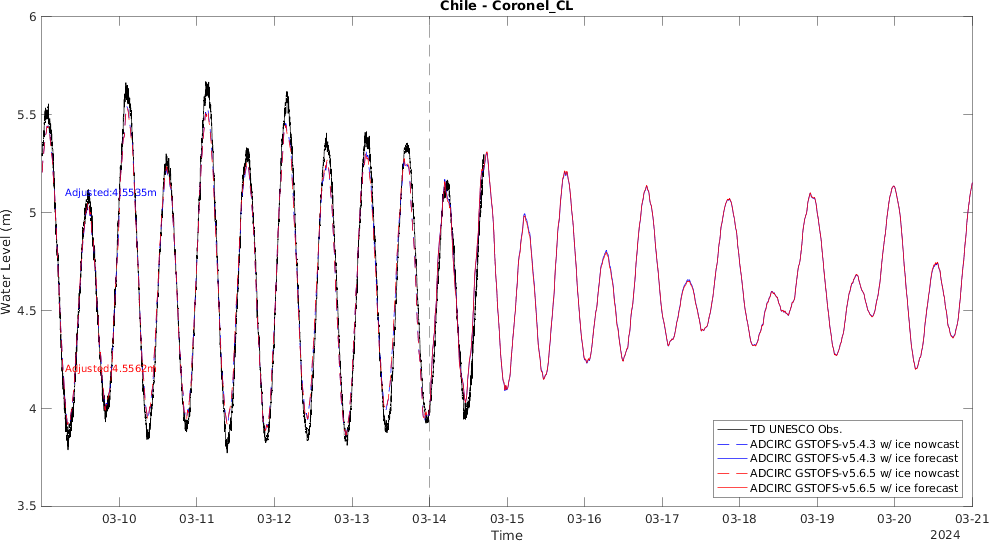 Chile - Coronel_CL
6
5.5
5
4.5
4
3.5
Water Level (m)
Adjusted:4.5535m
Adjusted:4.5562m
TD UNESCO Obs.
ADCIRC GSTOFS-v5.4.3 w/ ice nowcast
ADCIRC GSTOFS-v5.4.3 w/ ice forecast
ADCIRC GSTOFS-v5.6.5 w/ ice nowcast
ADCIRC GSTOFS-v5.6.5 w/ ice forecast
03-10 03-11 03-12 03-13 03-14 03-15 03-16 03-17 03-18 03-19 03-20 03-21
Time
2024